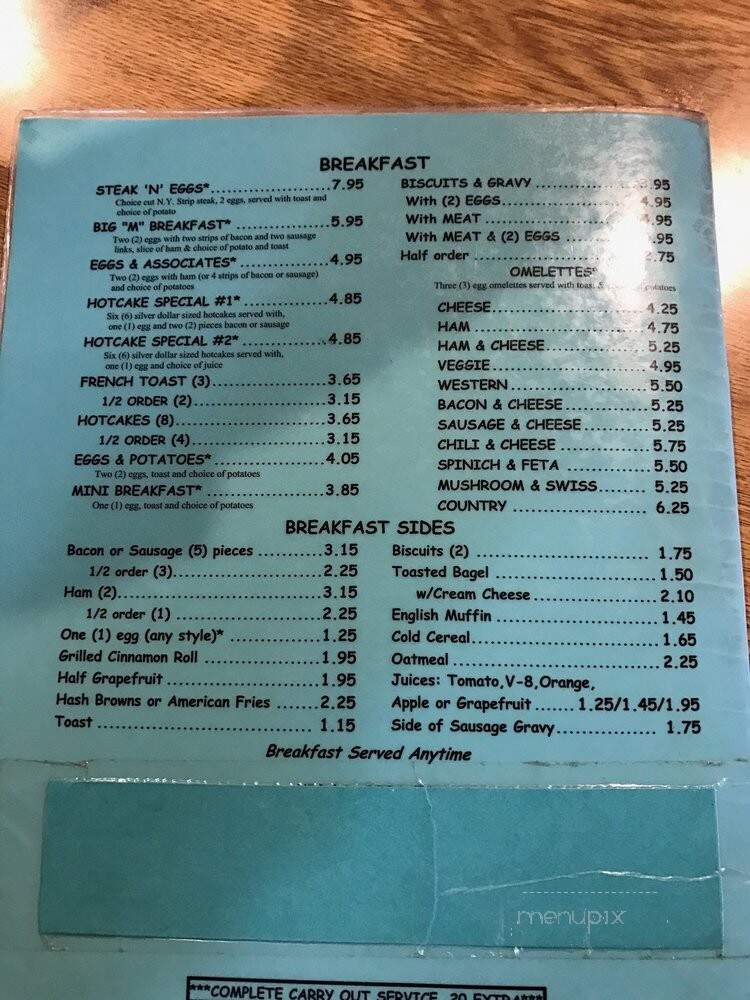 BREAKFAST
STEAK 'N' EGGS*..................7.95
Choice cut N.Y. Strip steak, 2 eggs, served with toast and
choice of potato
BIG "M" BREAKFAST* ..............5.95
Two (2) eggs with two strips of bacon and two sausage
links, slice of ham & choice of potato and toast
EGGS & ASSOCIATES* ..............4.95
Two (2) eggs with ham (or 4 strips of bacon or sausage)
and choice of potatoes
HOTCAKE SPECIAL #1* .............4.85
Six (6) silver dollar sized hotcakes served with,
one (1) egg and two (2) pieces bacon or sausage
HOTCAKE SPECIAL #2* .............4.85
Six (6) silver dollar sized hotcakes served with,
one (1) egg and choice of juice
FRENCH TOAST (3).................3.65
1/2 ORDER (2)....................3.15
HOTCAKES (8).....................3.65
1/2 ORDER (4)....................3.15
EGGS & POTATOES* ................4.05
Two (2) eggs, toast and choice of potatoes
MINI BREAKFAST* .................3.85
One (1) egg, toast and choice of potatoes
BISCUITS & GRAVY ................ .95
With (2) EGGS....................4.95
With MEAT .......................4.95
With MEAT & (2) EGGS ............ .95
Half order ...................... .75
OMELETTES*
Three (3) egg omelettes served with toast & potatoes
CHEESE...........................4.25
HAM .............................4.75
HAM & CHEESE.....................5.25
VEGGIE...........................4.95
WESTERN .........................5.50
BACON & CHEESE...................5.25
SAUSAGE & CHEESE.................5.25
CHILI & CHEESE ..................5.75
SPINICH & FETA ..................5.50
MUSHROOM & SWISS.................5.25
COUNTRY .........................6.25
BREAKFAST SIDES
Bacon or Sausage (5) pieces ..........3.15
1/2 order (3)....................2.25
Ham (2)..........................3.15
1/2 order (1) ...................2.25
One (1) egg (any style)* .............1.25
Grilled Cinnamon Roll ................1.95
Half Grapefruit ......................1.95
Hash Browns or American Fries .......2.25
Toast ................................ 1.15
Biscuits (2) ......................... 1.75
Toasted Bagel ........................ 1.50
w/Cream Cheese ...................2.10
English Muffin .......................1.45
Cold Cereal..........................1.65
Oatmeal ..............................2.25
Juices: Tomato,V-8,Orange,
Apple or Grapefruit ...... 1.25/1.45/1.95
Side of Sausage Gravy............... 1.75
Breakfast Served Anytime
menupix
***COMPLETE CARRY OUT SERVICE .20 EXTRA***